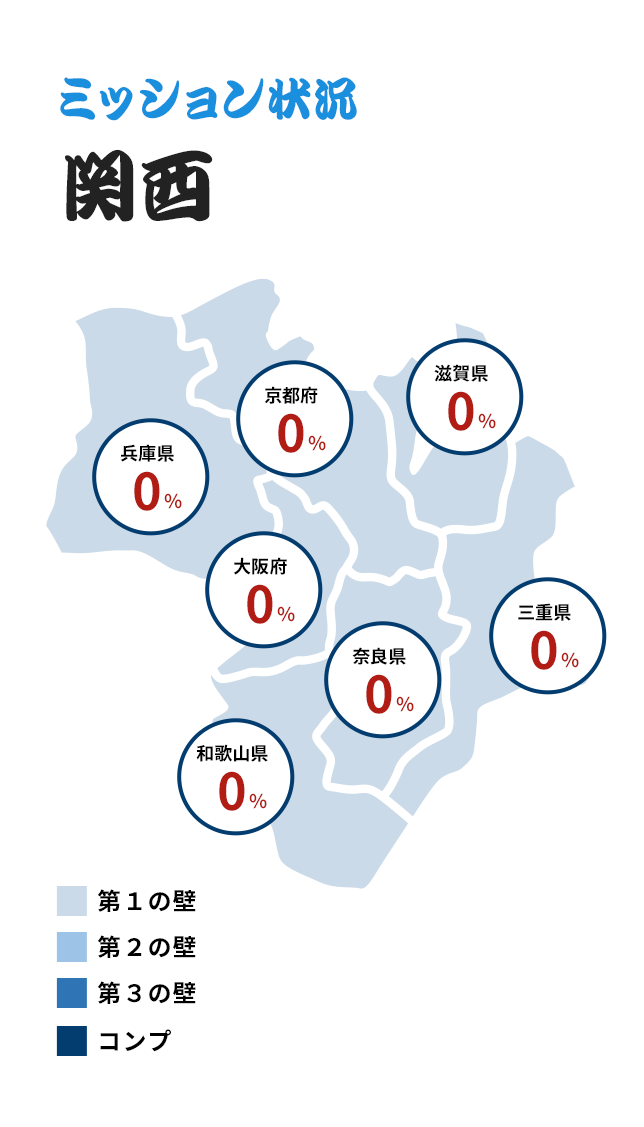 ミッション状況
関西
滋賀県
0%
京都府
0%
兵庫県
0%
大阪府
0%
三重県
0%
奈良県
0%
和歌山県
0%
第１の壁
第２の壁
第３の壁
コンプ